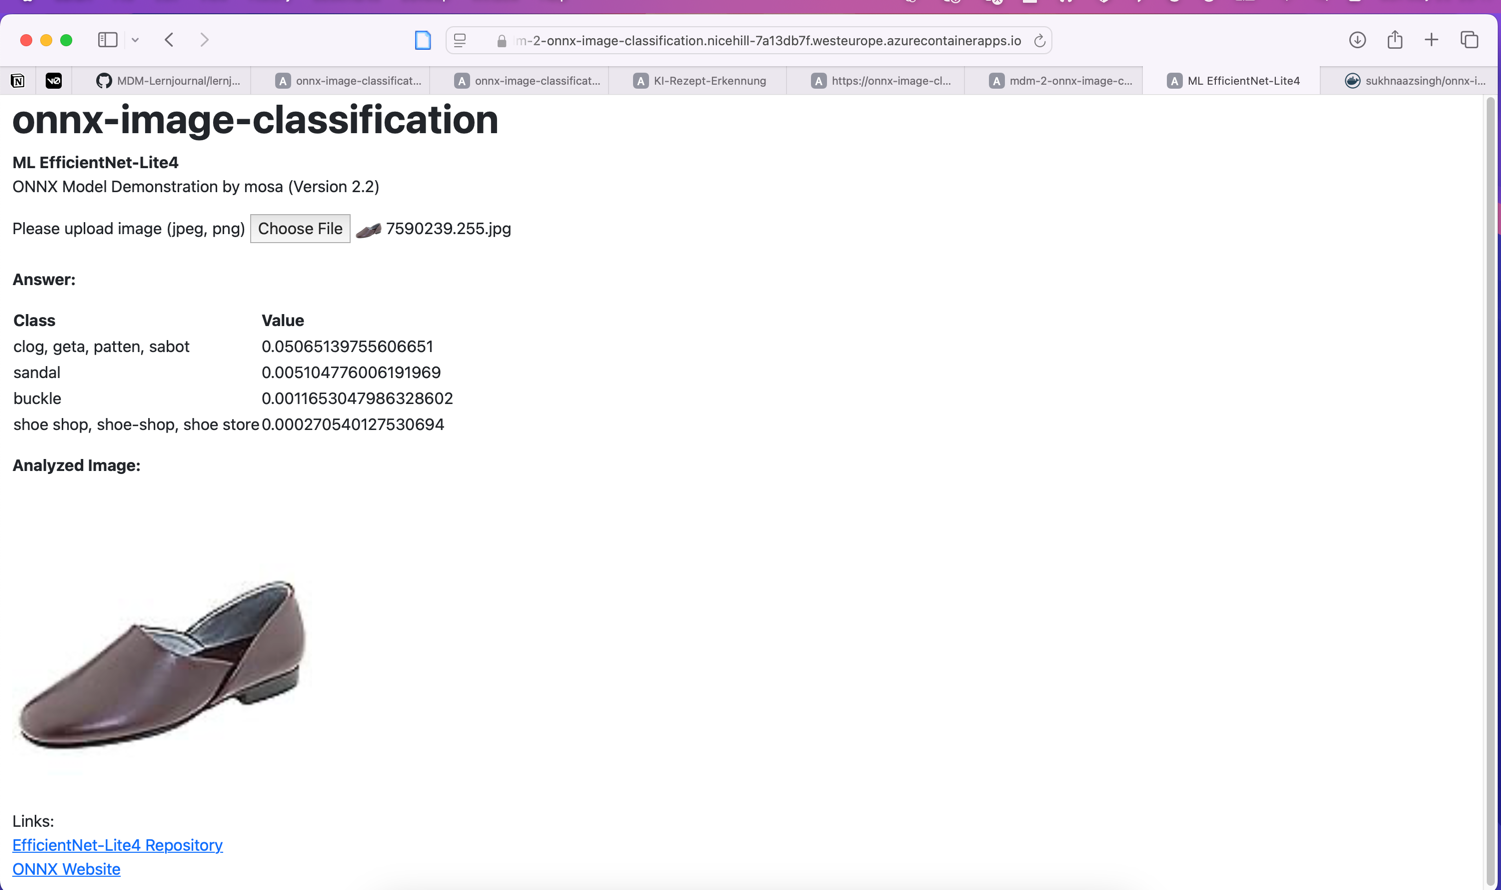 m-2-onnx-image-classification.nicehill-7a13db7f.westeurope.azurecontainerapps.io
MDM-Lernjournal/lernj...
A onnx-image-classificat...
A onnx-image-classificat...
A KI-Rezept-Erkennung
A https://onnx-image-cl...
A mdm-2-onnx-image-c...
A ML EfficientNet-Lite4
sukhnaazsingh/onnx-i...
onnx-image-classification
ML EfficientNet-Lite4
ONNX Model Demonstration by mosa (Version 2.2)
Please upload image (jpeg, png) Choose File 7590239.255.jpg
Answer:
Class Value
clog, geta, patten, sabot 0.05065139755606651
sandal 0.005104776006191969
buckle 0.0011653047986328602
shoe shop, shoe-shop, shoe store 0.000270540127530694
Analyzed Image:
Links:
EfficientNet-Lite4 Repository
ONNX Website